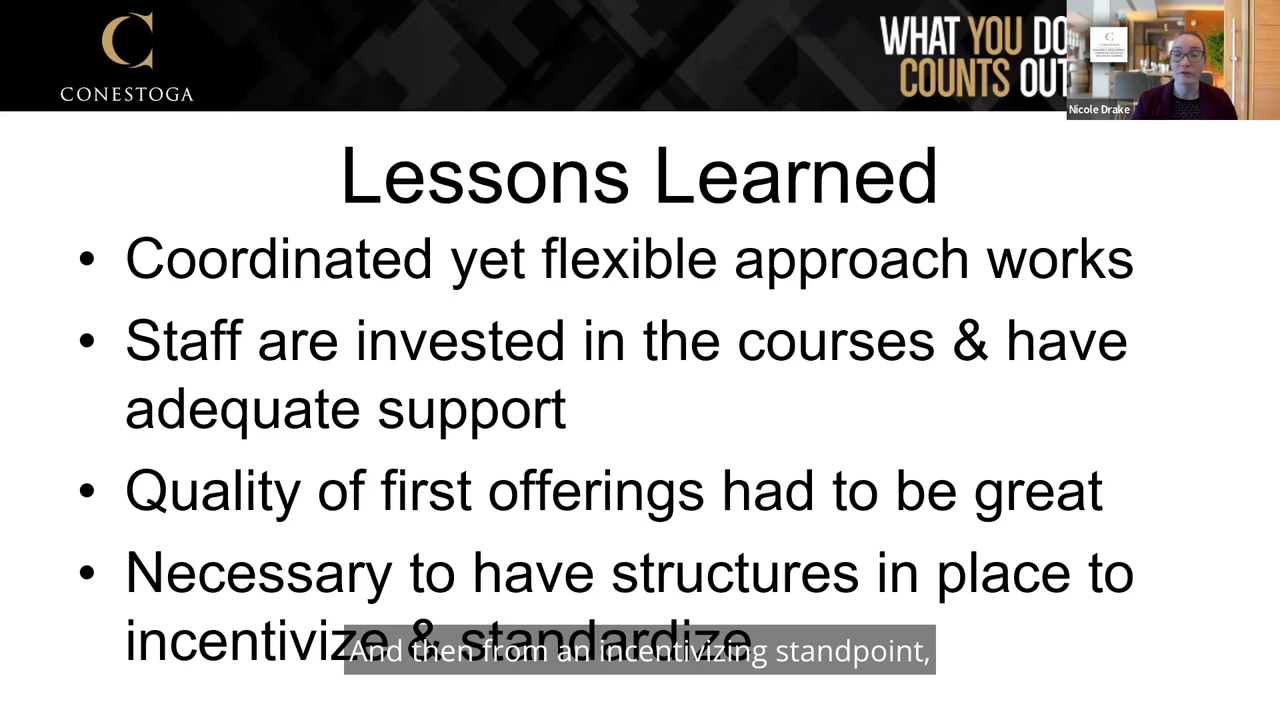 C
CONESTOGA
WHAT YOU DO
COUNTS OUT
C
Nicole Drake
Lessons Learned
• Coordinated yet flexible approach works
• Staff are invested in the courses & have
adequate support
• Quality of first offerings had to be great
• Necessary to have structures in place to
incentivize & standardize
And then from an incentivizing standpoint,